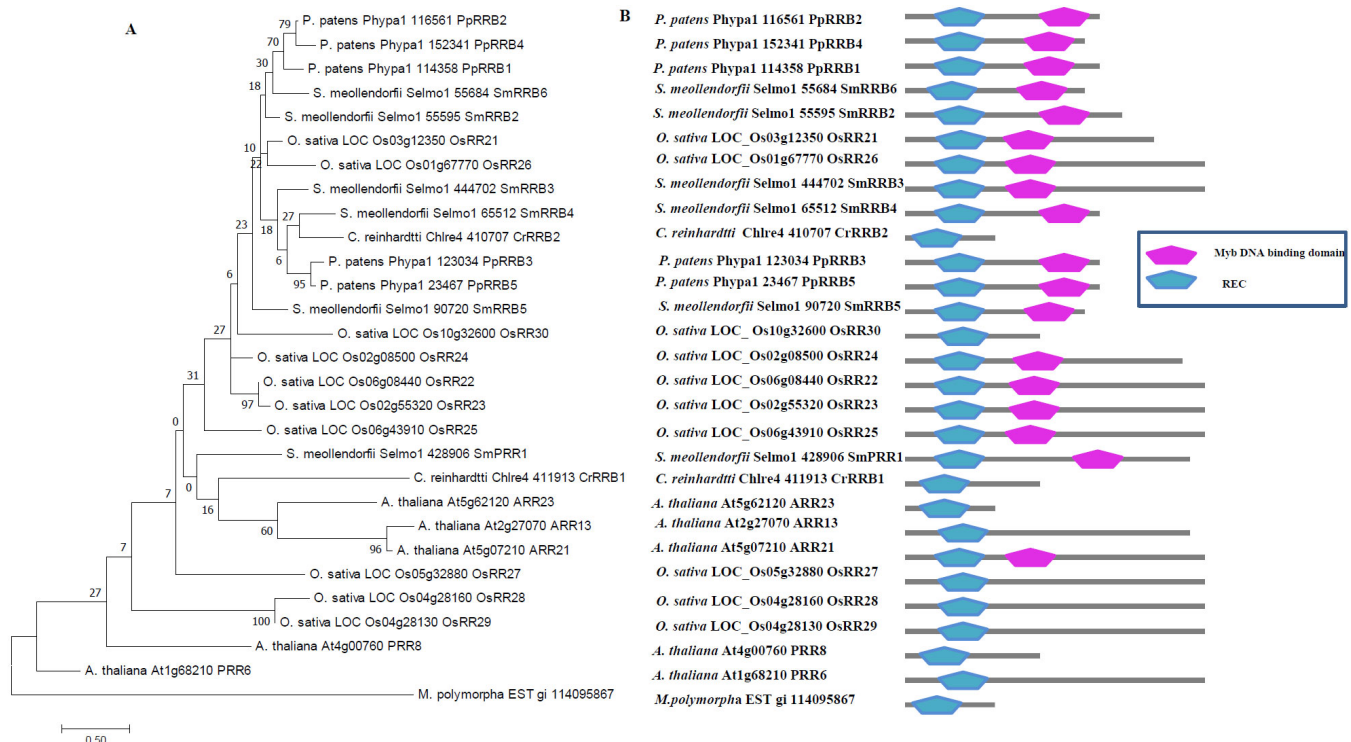 A
79
P. patens Phypa1 116561 PpRRB2
70
P. patens Phypa1 152341 PpRRB4
30
P. patens Phypa1 114358 PpRRB1
18
S. meollendorfii Selmo1 55684 SmRRB6
S. meollendorfii Selmo1 55595 SmRRB2
10
O. sativa LOC Os03g12350 OsRR21
22
O. sativa LOC Os01g67770 OsRR26
S. meollendorfii Selmo1 444702 SmRRB3
23
18
27
S. meollendorfii Selmo1 65512 SmRRB4
C. reinhardtti Chlre4 410707 CrRRB2
6
6
P. patens Phypa1 123034 PpRRB3
95
P. patens Phypa1 23467 PpRRB5
S. meollendorfii Selmo1 90720 SmRRB5
27
O. sativa LOC Os10g32600 OsRR30
O. sativa LOC Os02g08500 OsRR24
31
O. sativa LOC Os06g08440 OsRR22
97
O. sativa LOC Os02g55320 OsRR23
0
O. sativa LOC Os06g43910 OsRR25
S. meollendorfii Selmo1 428906 SmPRR1
0
C. reinhardtti Chlre4 411913 CrRRB1
7
16
A. thaliana At5g62120 ARR23
60
A. thaliana At2g27070 ARR13
96
A. thaliana At5g07210 ARR21
7
O. sativa LOC Os05g32880 OsRR27
27
O. sativa LOC Os04g28160 OsRR28
100
O. sativa LOC Os04g28130 OsRR29
A. thaliana At4g00760 PRR8
A. thaliana At1g68210 PRR6
M. polymorpha EST gi 114095867
0.50
B
P. patens Phypa1 116561 PpRRB2
P. patens Phypa1 152341 PpRRB4
P. patens Phypa1 114358 PpRRB1
S. meollendorfii Selmo1 55684 SmRRB6
S. meollendorfii Selmo1 55595 SmRRB2
O. sativa LOC_Os03g12350 OsRR21
O. sativa LOC_Os01g67770 OsRR26
S. meollendorfii Selmo1 444702 SmRRB3
S. meollendorfii Selmo1 65512 SmRRB4
C. reinhardtti Chlre4 410707 CrRRB2
P. patens Phypa1 123034 PpRRB3
P. patens Phypa1 23467 PpRRB5
S. meollendorfii Selmo1 90720 SmRRB5
O. sativa LOC_ Os10g32600 OsRR30
O. sativa LOC_Os02g08500 OsRR24
O. sativa LOC_Os06g08440 OsRR22
O. sativa LOC_Os02g55320 OsRR23
O. sativa LOC_Os06g43910 OsRR25
S. meollendorfii Selmo1 428906 SmPRR1
C. reinhardtti Chlre4 411913 CrRRB1
A. thaliana At5g62120 ARR23
A. thaliana At2g27070 ARR13
A. thaliana At5g07210 ARR21
O. sativa LOC_Os05g32880 OsRR27
O. sativa LOC_Os04g28160 OsRR28
O. sativa LOC_Os04g28130 OsRR29
A. thaliana At4g00760 PRR8
A. thaliana At1g68210 PRR6
M.polymorpha EST gi 114095867
Myb DNA binding domain
REC